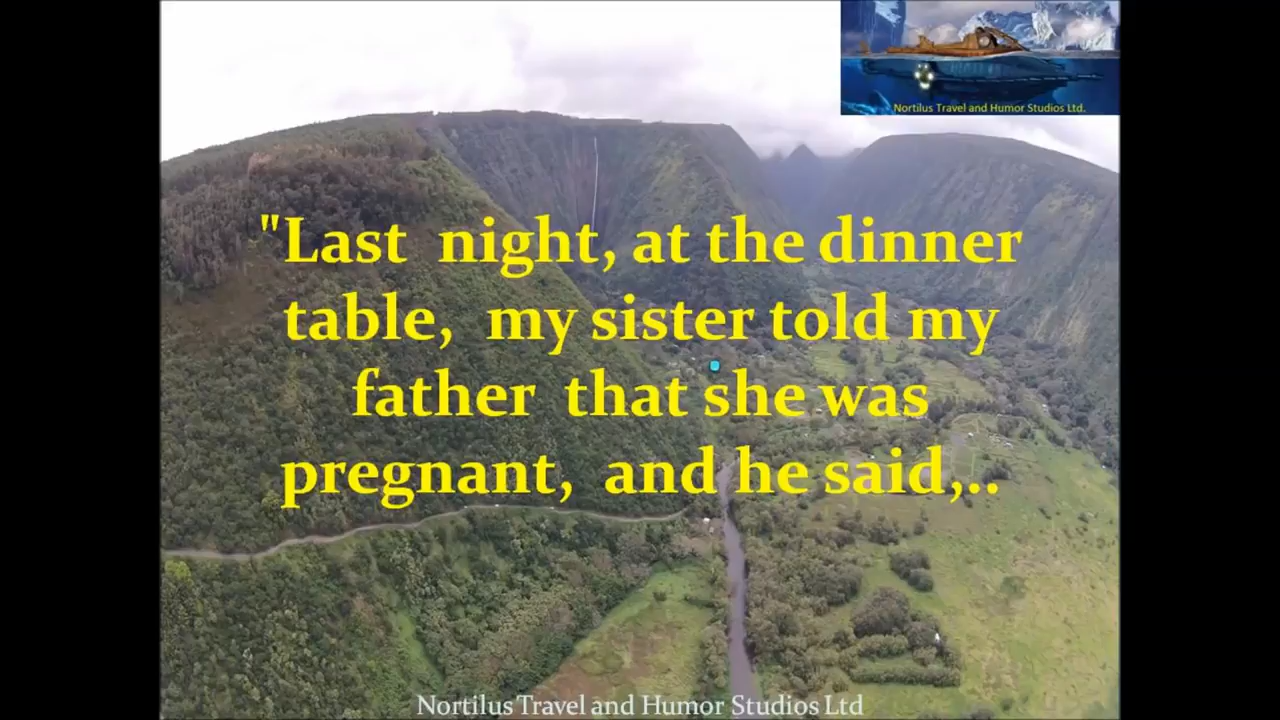 Nortilus Travel and Humor Studios Ltd.
"Last night, at the dinner
table, my sister told my
father that she was
pregnant, and he said,..
Nortilus Travel and Humor Studios Ltd